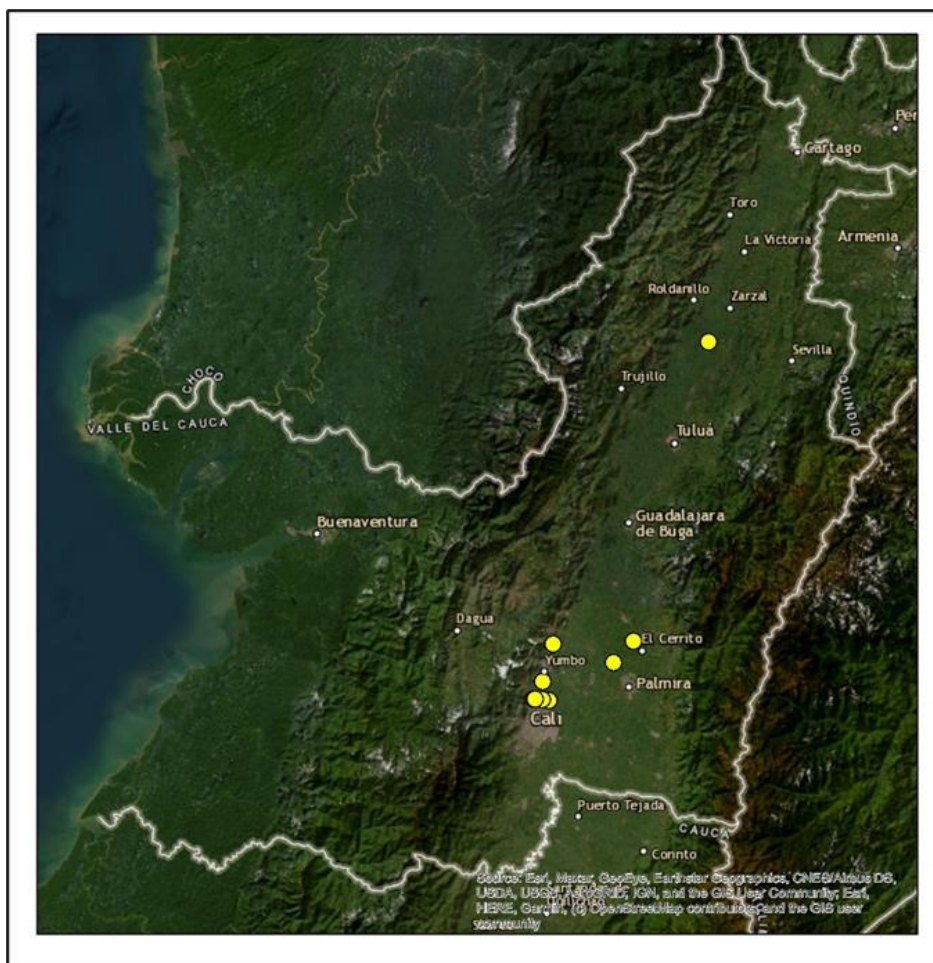 Per
Cartago
Toro
La Victoria
Armenia
Roldanillo
Zarzal
Sevilla
Trujillo
QUINDIO
CHOCO
VALLE DEL CAUCA
Tuluá
Buenaventura
Guadalajara
de Buga
Dagua
El Cerrito
Yumbo
Palmira
Cali
Puerto Tejada
CAUCA
Corinto
Source: Esri, Maxar, GeoEye, Earthstar Geographics, CNES/Airbus DS,
USDA, USGS, AeroGRID, IGN, and the GIS User Community; Esri,
HERE, Garmin, (c) OpenStreetMap contributors, and the GIS user
community